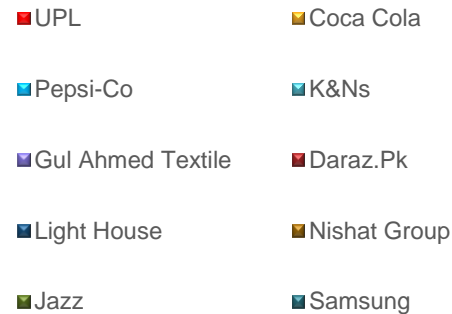 UPL
Coca Cola
Pepsi-Co
K&Ns
Gul Ahmed Textile
Daraz.Pk
Light House
Nishat Group
Jazz
Samsung